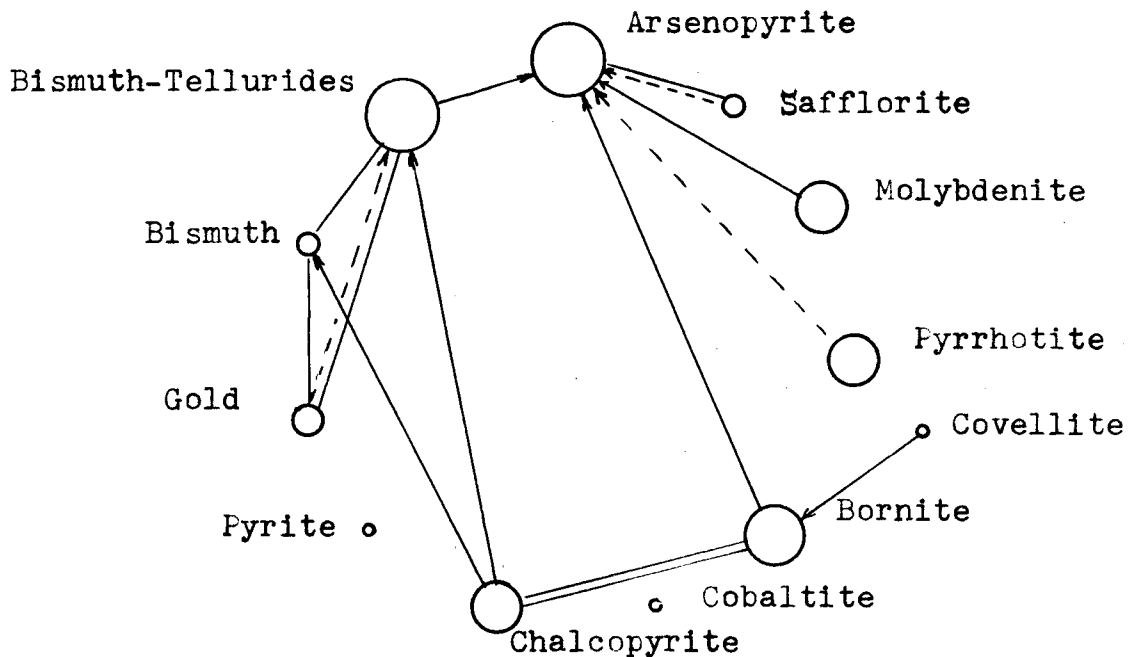 Arsenopyrite
Bismuth-Tellurides
Safflorite
Molybdenite
Bismuth
Pyrrhotite
Gold
Covellite
Pyrite
Bornite
Cobaltite
Chalcopyrite